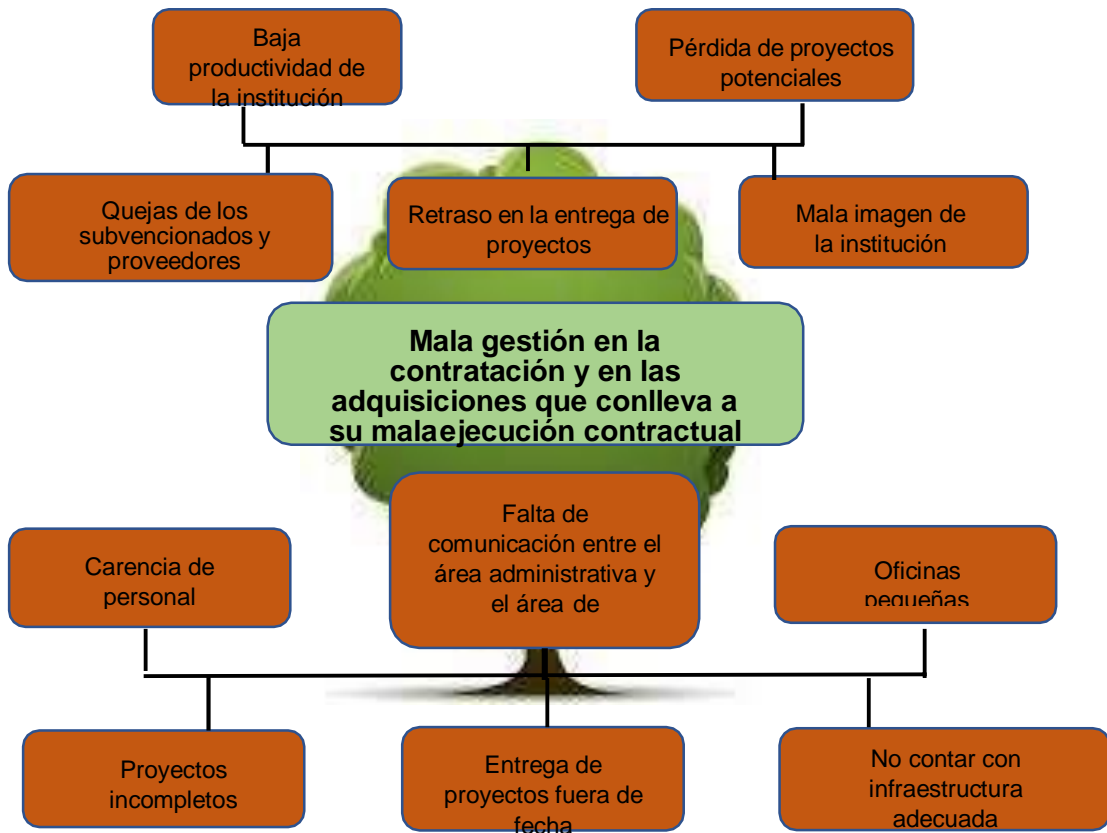 Baja
productividad de
la institución
Pérdida de proyectos
potenciales
Quejas de los
subvencionados y
proveedores
Retraso en la entrega de
proyectos
Mala imagen de
la institución
Mala gestión en la
contratación y en las
adquisiciones que conlleva a
su malaejecución contractual
Carencia de
personal
Falta de
comunicación entre el
área administrativa y
el área de
Oficinas
pequeñas
Proyectos
incompletos
Entrega de
proyectos fuera de
fecha
No contar con
infraestructura
adecuada